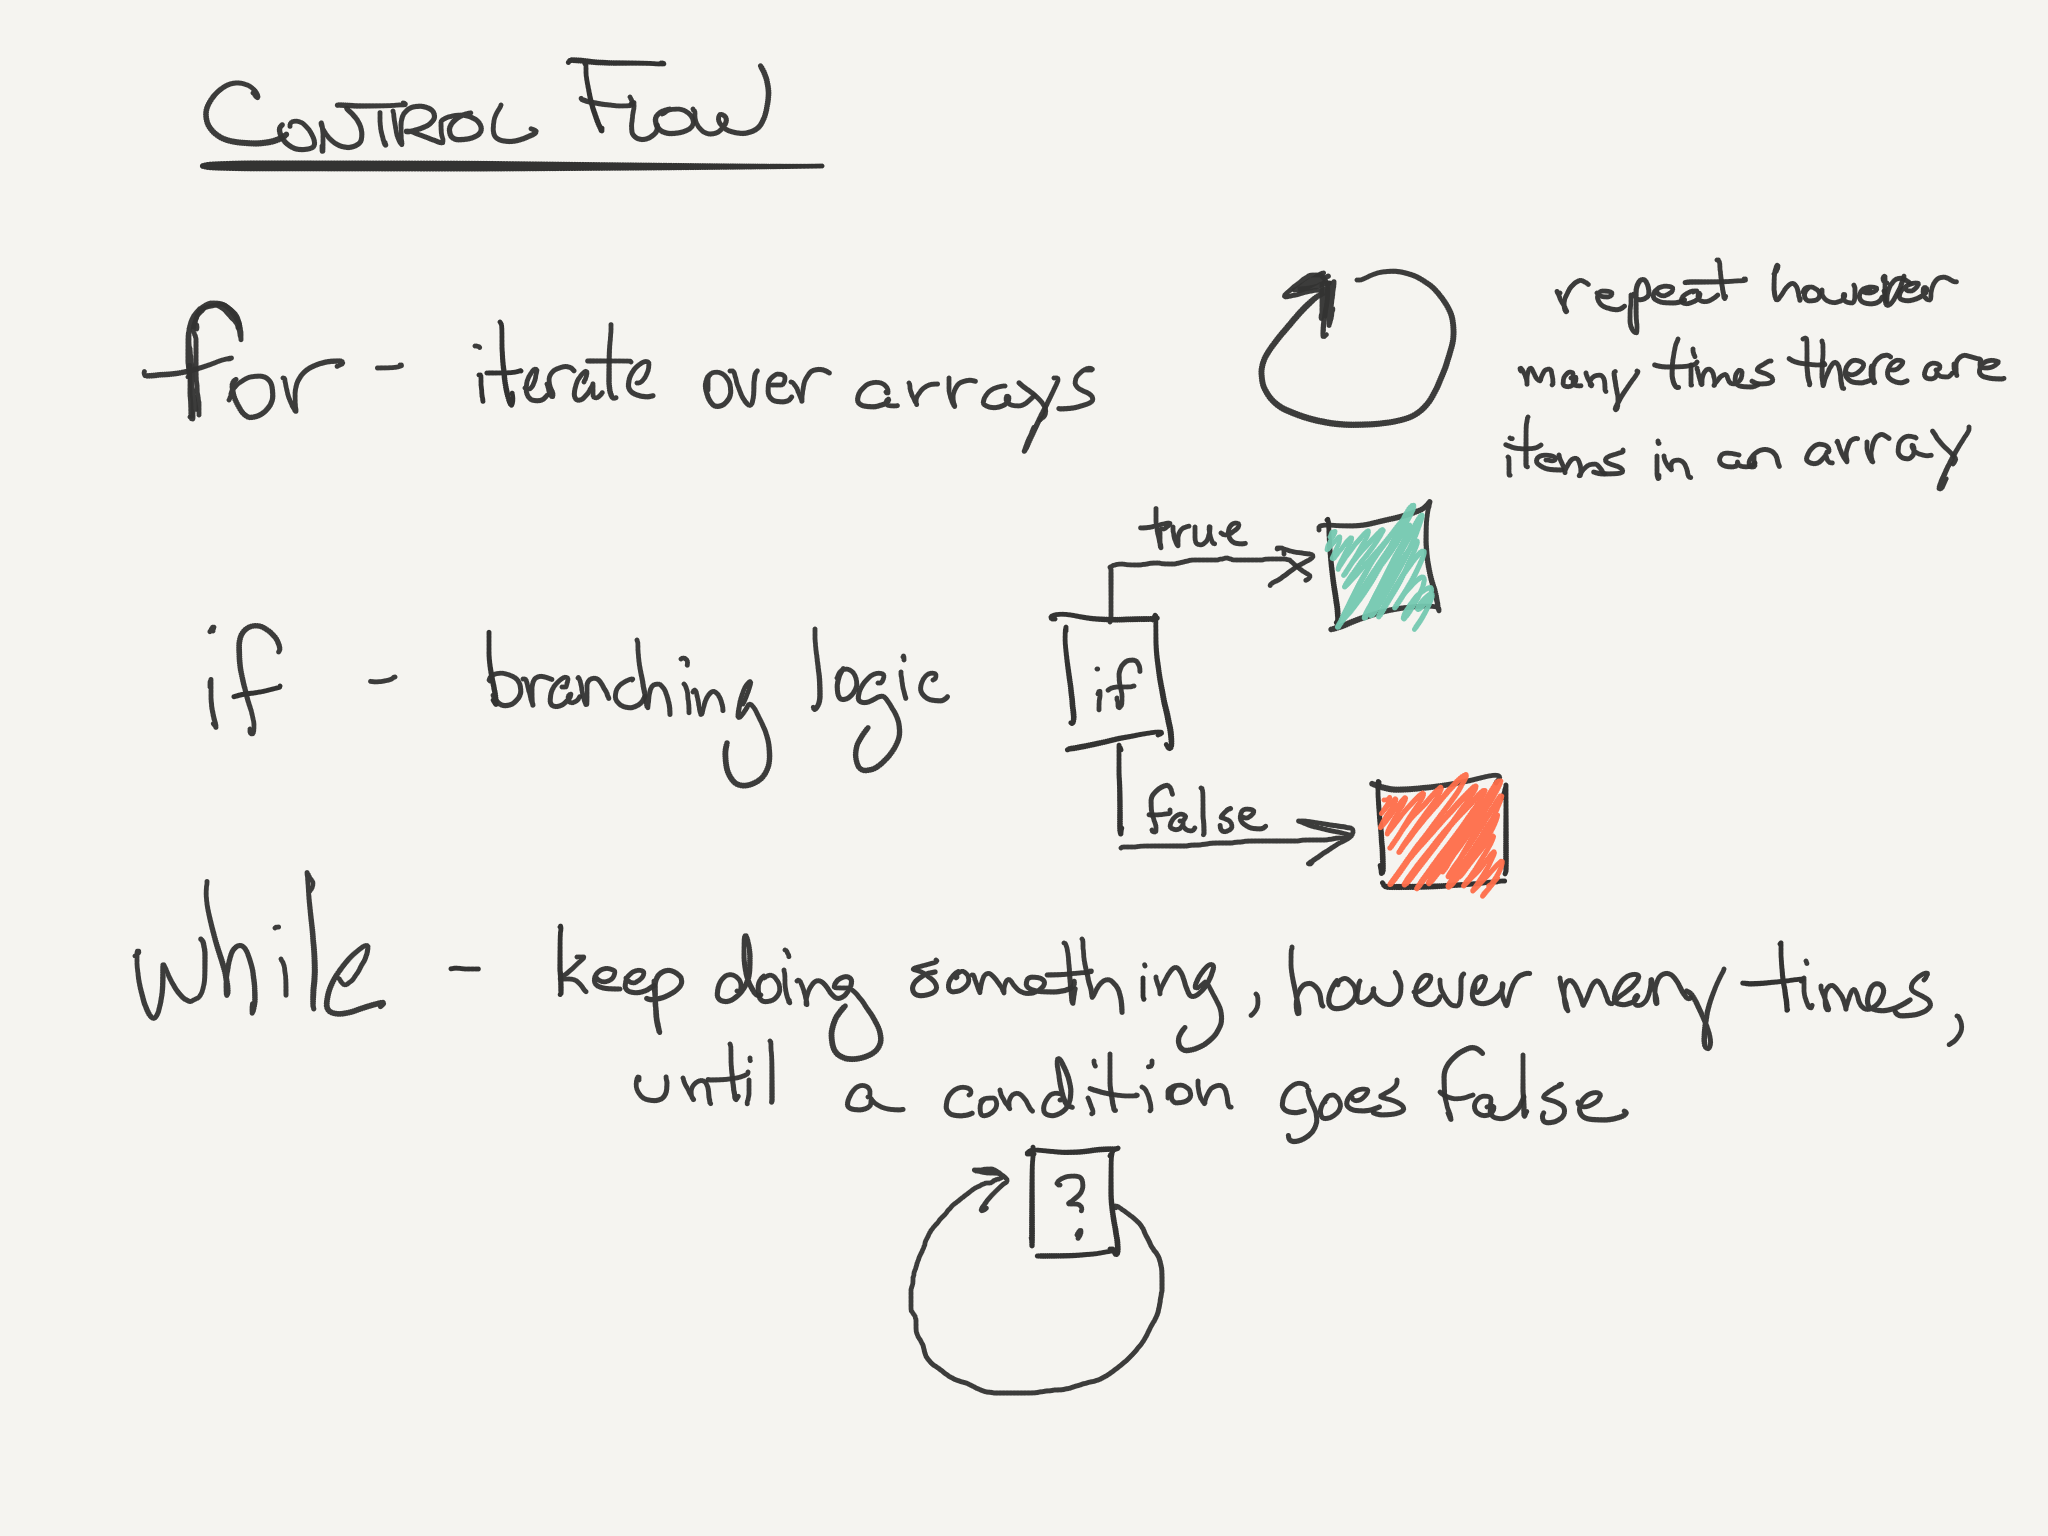 CONTROL FLOW
for - iterate over arrays
repeat however
many times there are
items in an array
true
if - branching logic
if
false
while - keep doing something, however many times,
until a condition goes false
?